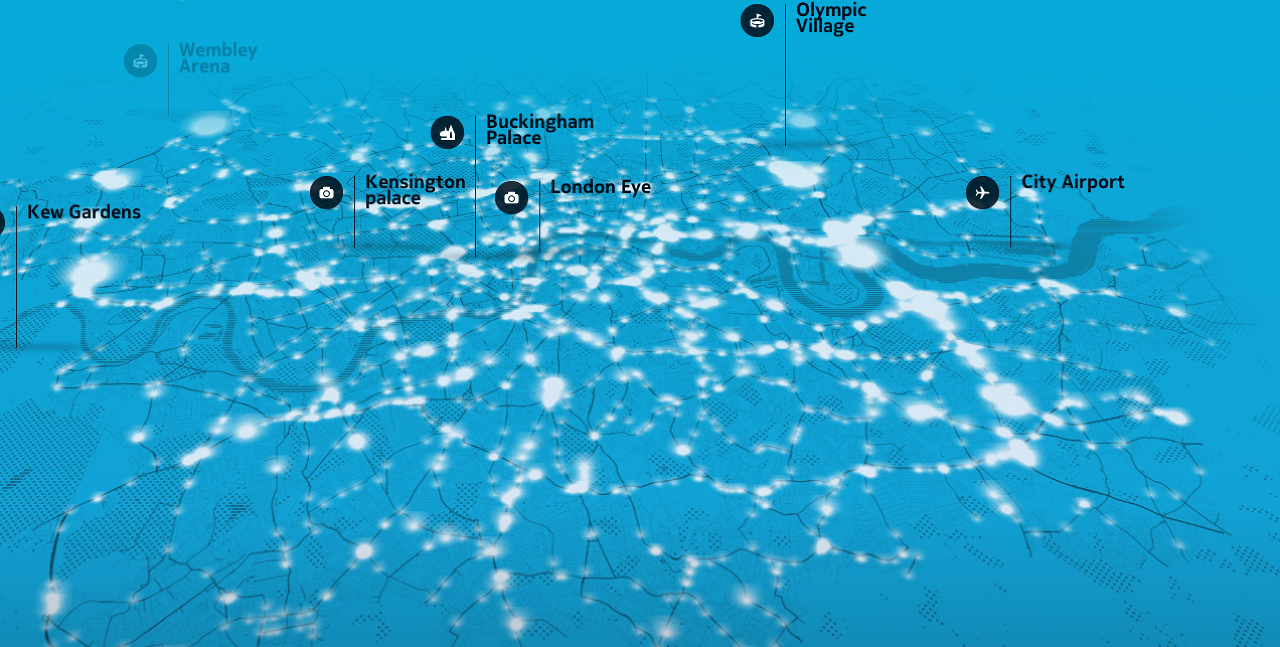 Olympic
Village
Wembley
Arena
Buckingham
Palace
Kensington
palace
London Eye
City Airport
Kew Gardens